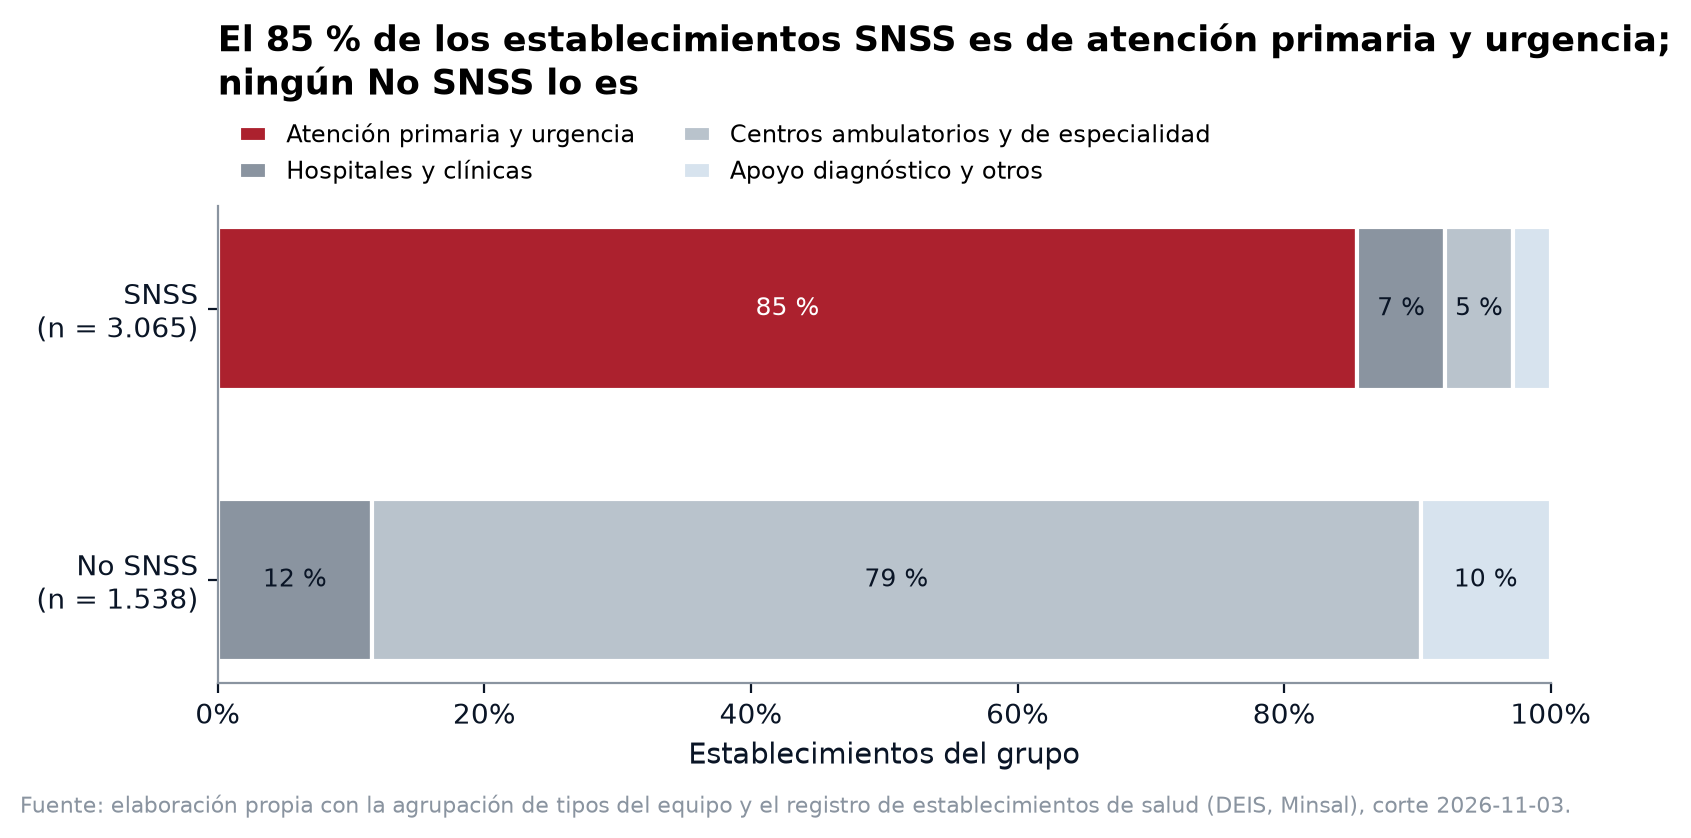 El 85 % de los establecimientos SNSS es de atención primaria y urgencia;
ningún No SNSS lo es
Atención primaria y urgencia
Centros ambulatorios y de especialidad
Hospitales y clínicas
Apoyo diagnóstico y otros
SNSS
(n = 3.065)
85 %
7 %
5 %
No SNSS
(n = 1.538)
12 %
79 %
10 %
0%
20%
40%
60%
80%
100%
Establecimientos del grupo
Fuente: elaboración propia con la agrupación de tipos del equipo y el registro de establecimientos de salud (DEIS, Minsal), corte 2026-11-03.